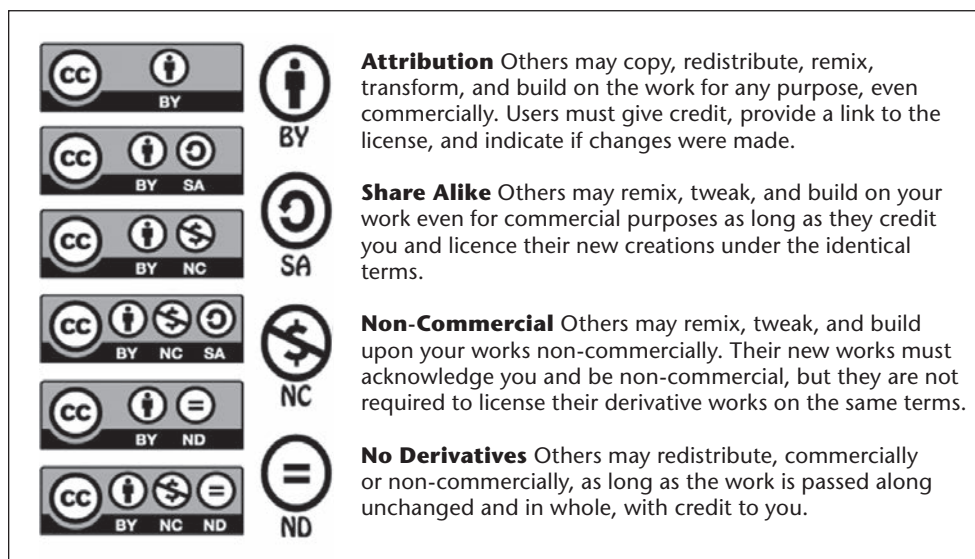 cc
BY
cc
BY SA
cc
BY NC
cc
BY NC SA
cc
BY ND
cc
BY NC ND
BY
SA
$
NC
=
ND
Attribution Others may copy, redistribute, remix,
transform, and build on the work for any purpose, even
commercially. Users must give credit, provide a link to the
license, and indicate if changes were made.
Share Alike Others may remix, tweak, and build on your
work even for commercial purposes as long as they credit
you and licence their new creations under the identical
terms.
Non-Commercial Others may remix, tweak, and build
upon your works non-commercially. Their new works must
acknowledge you and be non-commercial, but they are not
required to license their derivative works on the same terms.
No Derivatives Others may redistribute, commercially
or non-commercially, as long as the work is passed along
unchanged and in whole, with credit to you.